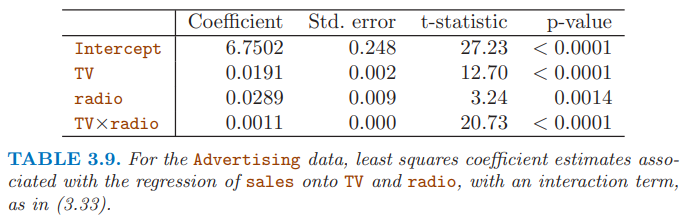 Coefficient Std. error t-statistic p-value
Intercept 6.7502 0.248 27.23 < 0.0001
TV 0.0191 0.002 12.70 < 0.0001
radio 0.0289 0.009 3.24 0.0014
TV×radio 0.0011 0.000 20.73 < 0.0001
TABLE 3.9. For the Advertising data, least squares coefficient estimates asso-
ciated with the regression of sales onto TV and radio, with an interaction term,
as in (3.33).